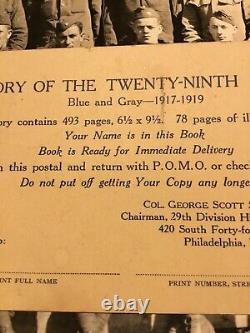 ORY OF THE TWENTY-NINTH
Blue and Gray—1917-1919
ory contains 493 pages, 6½ x 9½. 78 pages of il
Your Name is in this Book
Book is Ready for Immediate Delivery
n this postal and return with P.O.M.O. or chec
Do not put off getting Your Copy any longe
COL. GEORGE SCOTT S
Chairman, 29th Division Hi
420 South Forty-fo
Philadelphia,
o:
RINT FULL NAME
PRINT NUMBER, STRE